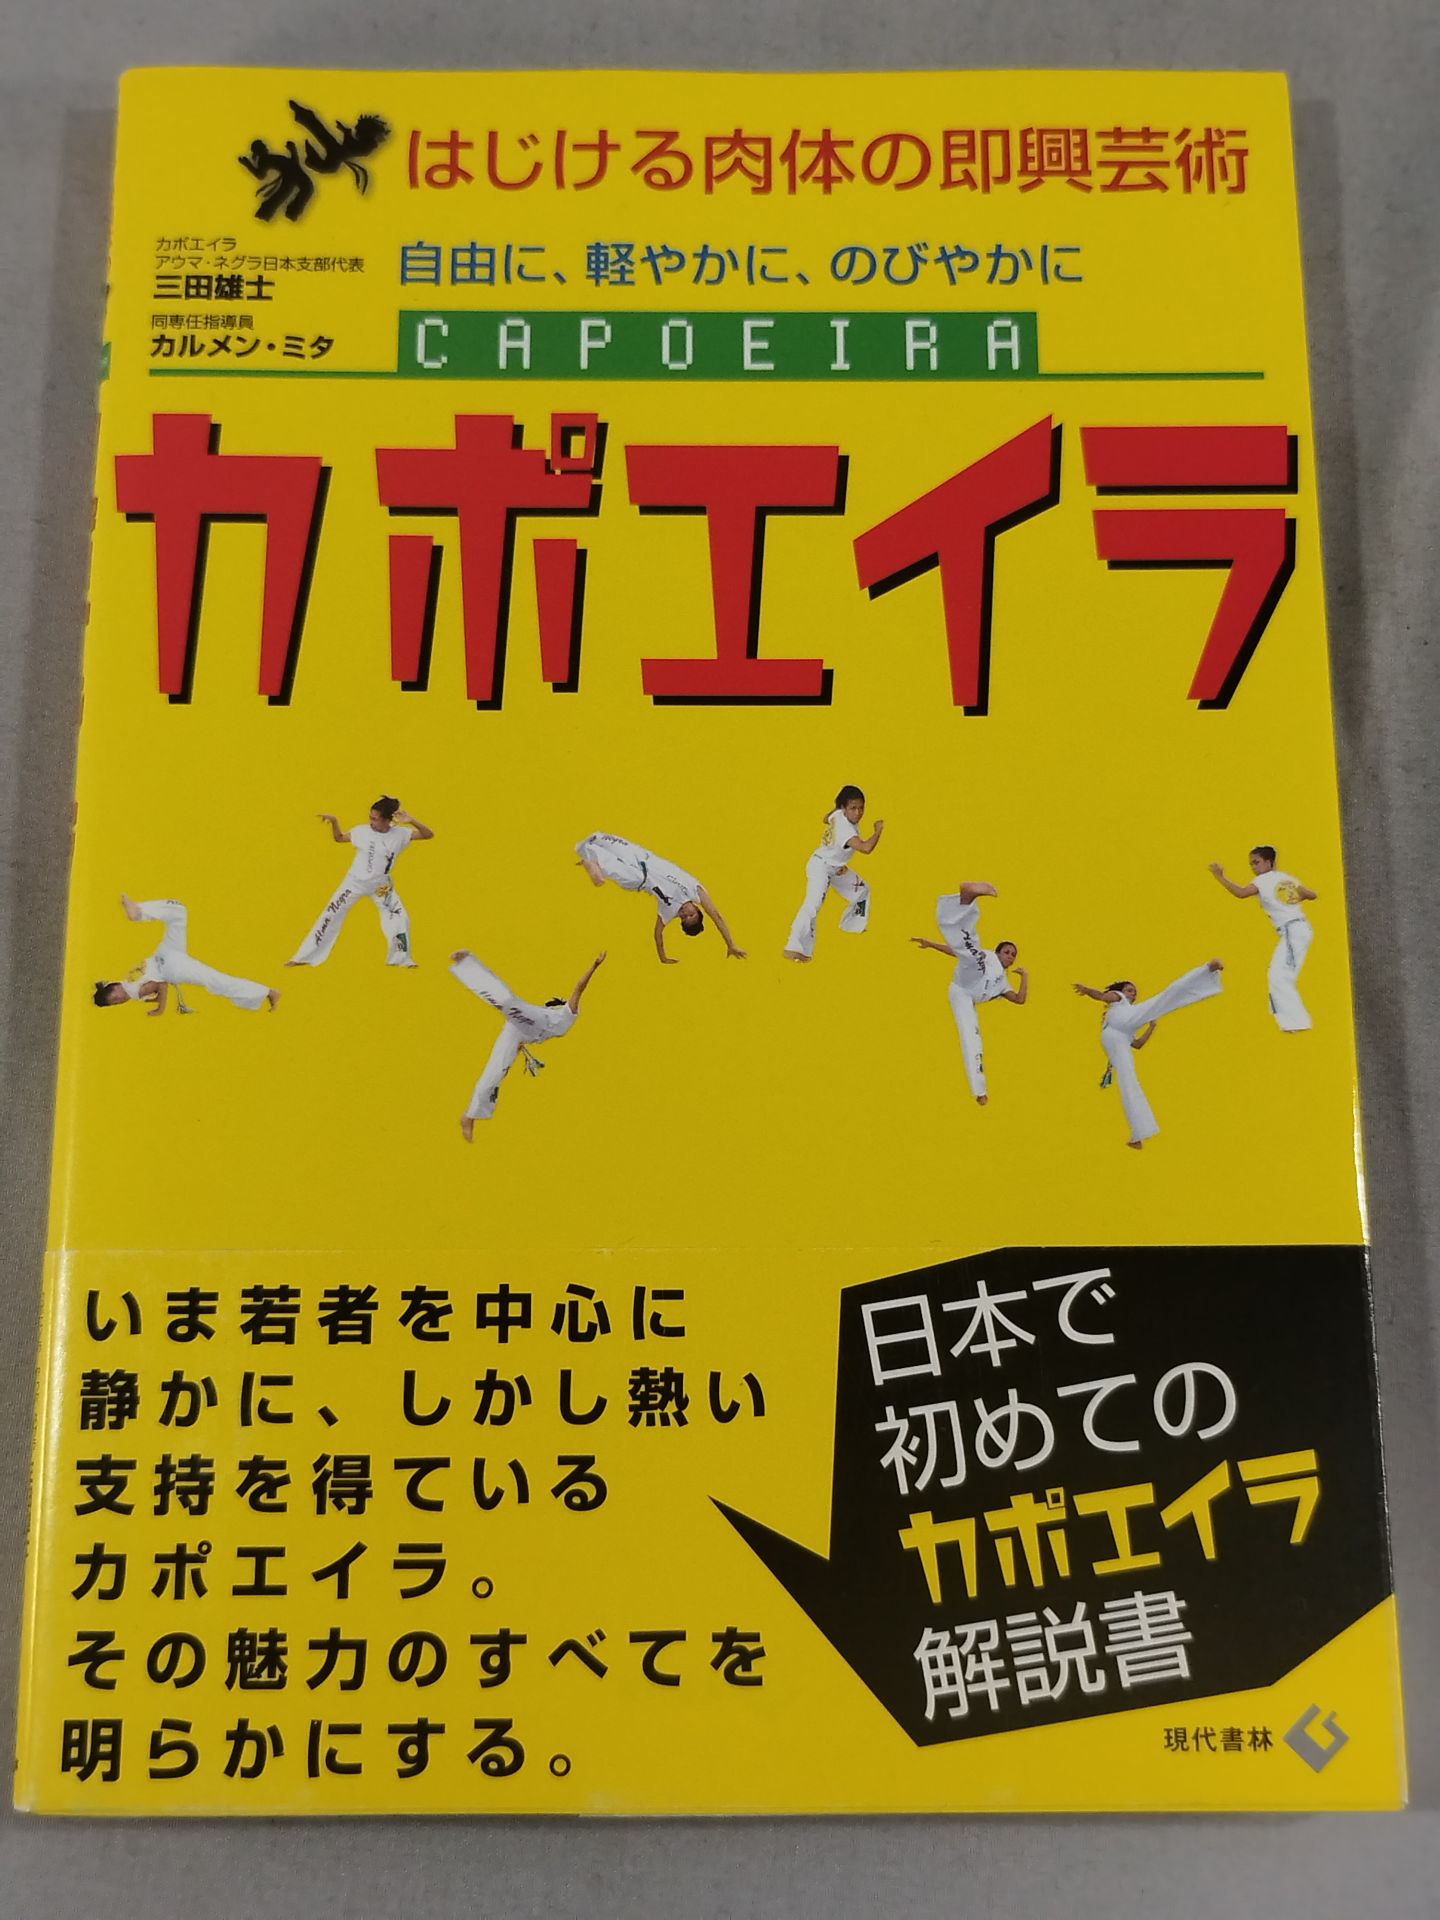 はじける肉体の即興芸術
カポエイラ
アウマ・ネグラ日本支部代表
三田雄士
同専任指導員
カルメン・ミタ
自由に、軽やかに、のびやかに
CAPOEIRA
カポエイラ
Alma Negra
いま若者を中心に
静かに、しかし熱い
支持を得ている
カポエイラ。
その魅力のすべてを
明らかにする。
日本で
初めての
カポエイラ
解説書
現代書林